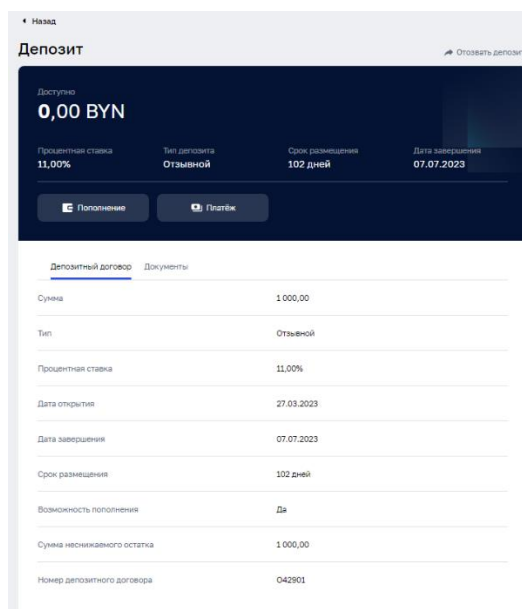 Назад
Депозит
Отозвать депозит
Доступно
0,00 BYN
Процентная ставка Тип депозита Срок размещения Дата завершения
11,00% Отзывной 102 дней 07.07.2023
Пополнение Платёж
Депозитный договор Документы
Сумма 1 000,00
Тип Отзывной
Процентная ставка 11,00%
Дата открытия 27.03.2023
Дата завершения 07.07.2023
Срок размещения 102 дней
Возможность пополнения Да
Сумма неснижаемого остатка 1 000,00
Номер депозитного договора О42901